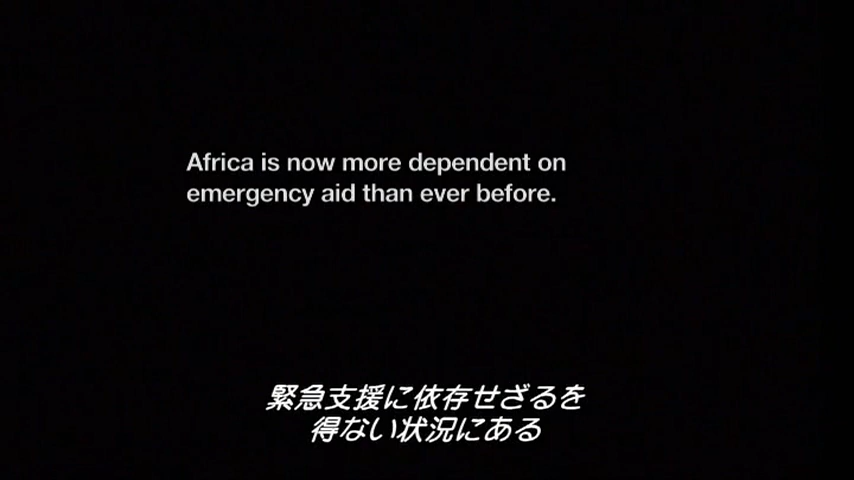 Africa is now more dependent on
emergency aid than ever before.
緊急支援に依存せざるを
得ない状況にある